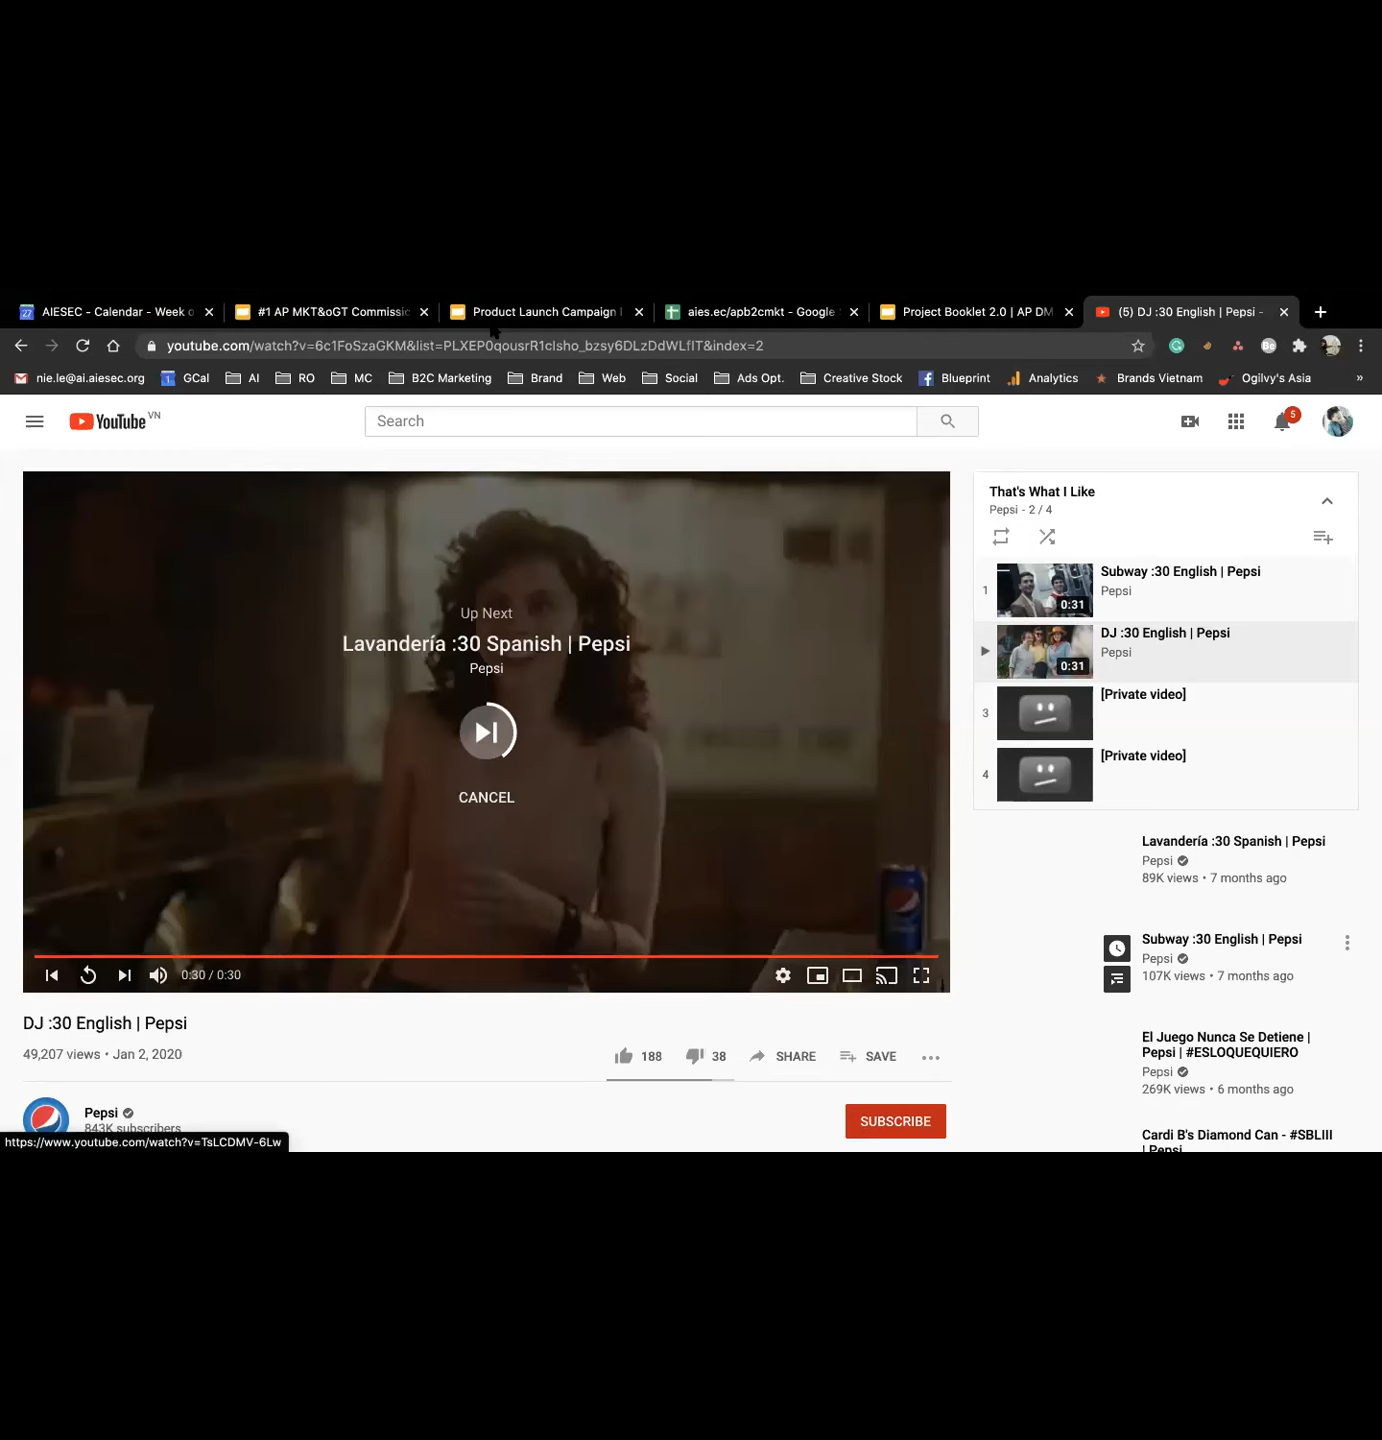 AIESEC - Calendar - Week o
#1 AP MKT&oGT Commissic
Product Launch Campaign
aies.ec/apb2cmkt - Google
Project Booklet 2.0 | AP DM
(5) DJ :30 English | Pepsi -
youtube.com/watch?v=6c1FoSzaGKM&list=PLXEP0qousrR1clsho_bzsy6DLzDdWLfIT&index=2
nie.le@ai.aiesec.org
GCal
AI
RO
MC
B2C Marketing
Brand
Web
Social
Ads Opt.
Creative Stock
Blueprint
Analytics
Brands Vietnam
Ogilvy's Asia
»
YouTube VN
Search
5
Up Next
Lavandería :30 Spanish | Pepsi
Pepsi
CANCEL
0:30 / 0:30
DJ :30 English | Pepsi
49,207 views • Jan 2, 2020
188
38
SHARE
SAVE
Pepsi
843K subscribers
SUBSCRIBE
https://www.youtube.com/watch?v=TsLCDMV-6Lw
That's What I Like
Pepsi - 2 / 4
1
0:31
Subway :30 English | Pepsi
Pepsi
0:31
DJ :30 English | Pepsi
Pepsi
3
[Private video]
4
[Private video]
Lavandería :30 Spanish | Pepsi
Pepsi
89K views • 7 months ago
Subway :30 English | Pepsi
Pepsi
107K views • 7 months ago
El Juego Nunca Se Detiene |
Pepsi | #ESLOQUEQUIERO
Pepsi
269K views • 6 months ago
Cardi B's Diamond Can - #SBLIII
| Pepsi